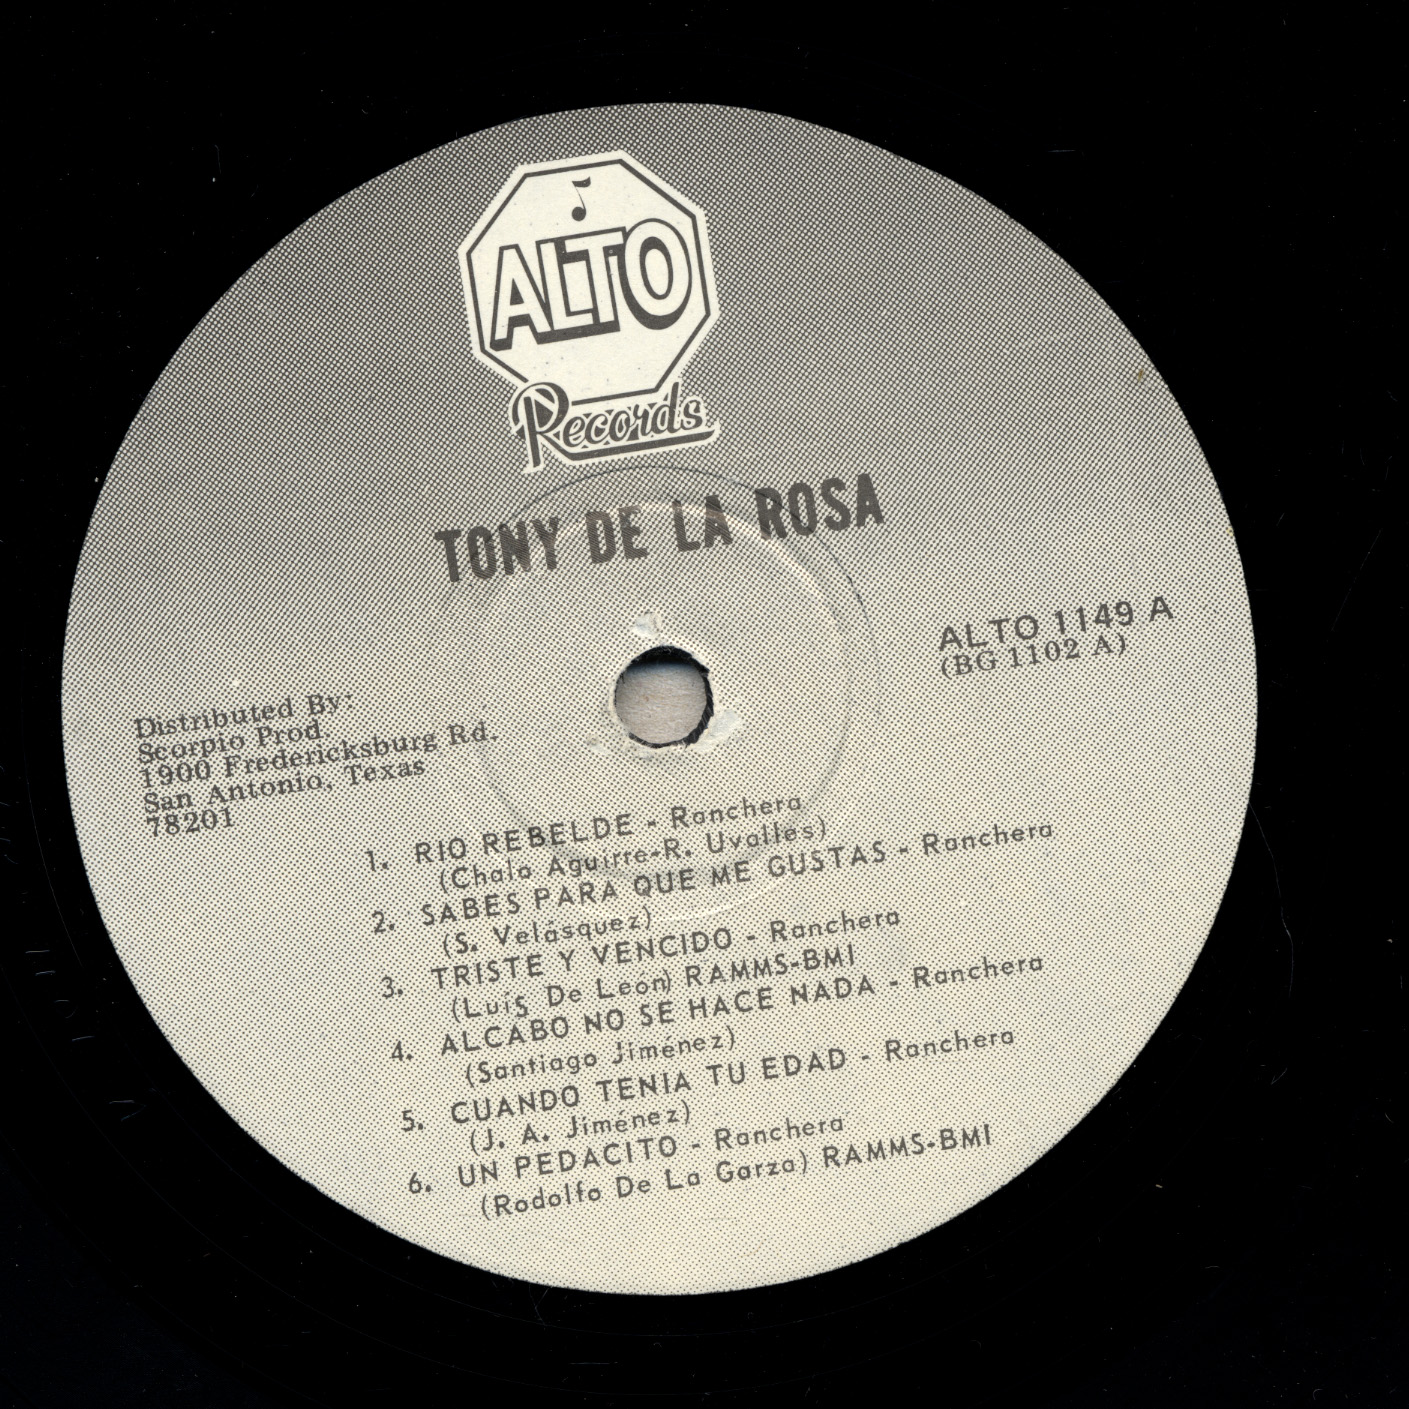 ALTO
Records
TONY DE LA ROSA
ALTO 1149 A
(BG 1102 A)
Distributed By:
Scorpio Prod.
1900 Fredericksburg Rd.
San Antonio, Texas
78201
1. RIO REBELDE - Ranchera
(Chalo Aguirre-R. Uvalles)
2. SABES PARA QUE ME GUSTAS - Ranchera
(S. Velásquez)
3. TRISTE Y VENCIDO - Ranchera
(Luis De León) RAMMS-BMI
4. ALCABO NO SE HACE NADA - Ranchera
(Santiago Jiménez)
5. CUANDO TENIA TU EDAD - Ranchera
(J. A. Jiménez)
6. UN PEDACITO - Ranchera
(Rodolfo De La Garza) RAMMS-BMI